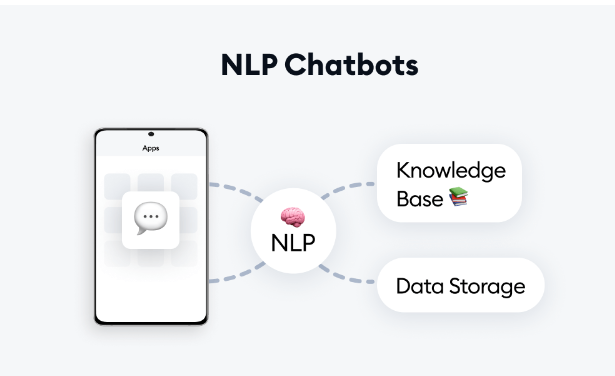 NLP Chatbots
Apps
NLP
Knowledge
Base
Data Storage